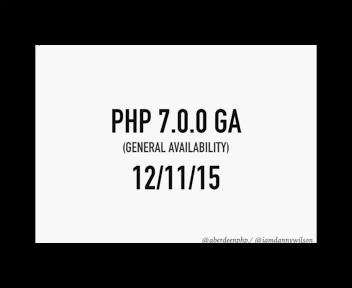 PHP 7.0.0 GA
(GENERAL AVAILABILITY)
12/11/15
@aberdeenphp / @iamdannywilson